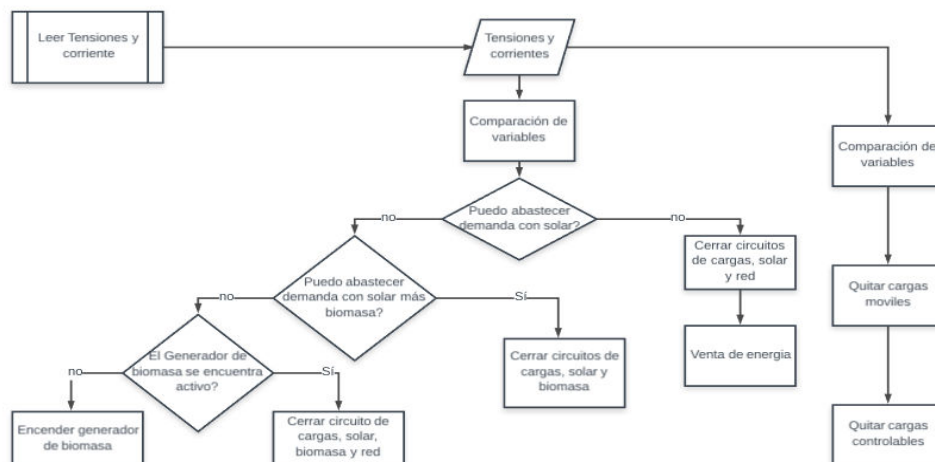 Leer Tensiones y
corriente
Tensiones y
corrientes
Comparación de
variables
Comparación de
variables
Puedo abastecer
demanda con solar?
no
no
Cerrar circuitos
de cargas, solar
y red
Puedo abastecer
demanda con solar más
biomasa?
no
Sí
Quitar cargas
moviles
El Generador de
biomasa se encuentra
activo?
no
Sí
Cerrar circuitos de
cargas, solar y
biomasa
Venta de energia
Encender generador
de biomasa
Cerrar circuito de
cargas, solar,
biomasa y red
Quitar cargas
controlables